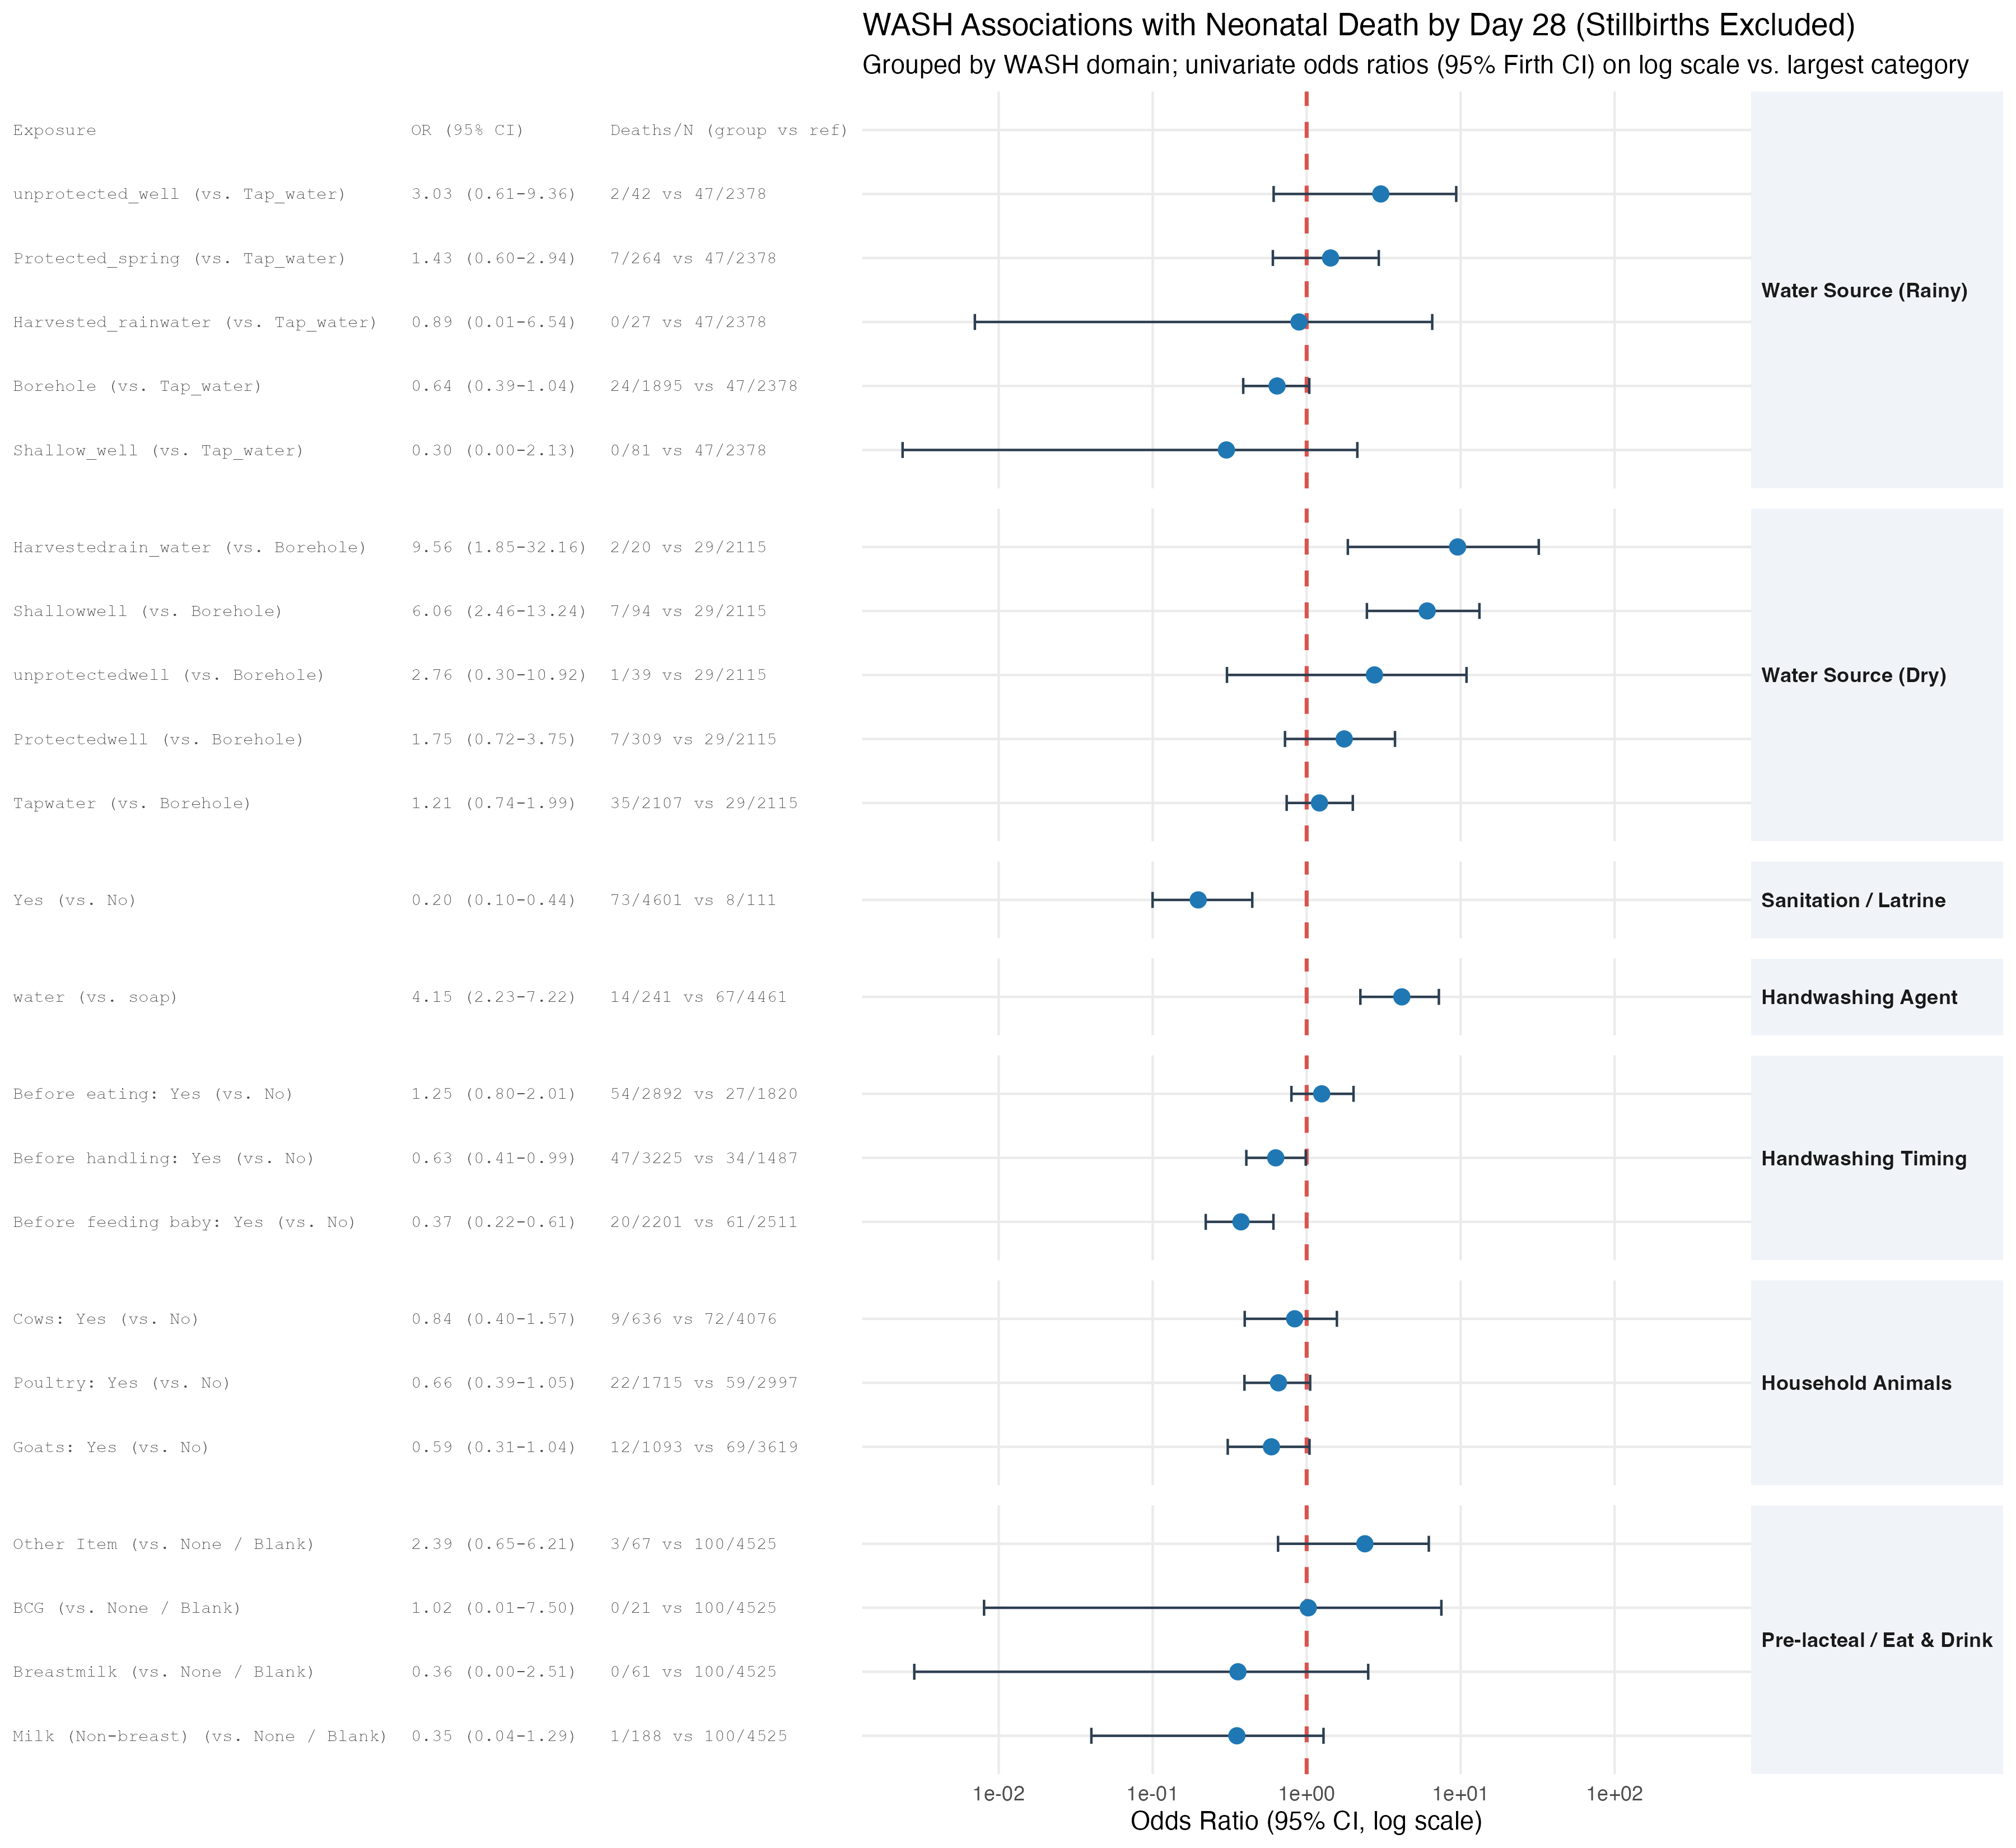 WASH Associations with Neonatal Death by Day 28 (Stillbirths Excluded)
Grouped by WASH domain; univariate odds ratios (95% Firth CI) on log scale vs. largest category
Exposure OR (95% CI) Deaths/N (group vs ref)
unprotected_well (vs. Tap_water) 3.03 (0.61-9.36) 2/42 vs 47/2378
Protected_spring (vs. Tap_water) 1.43 (0.60-2.94) 7/264 vs 47/2378
Water Source (Rainy)
Harvested_rainwater (vs. Tap_water) 0.89 (0.01-6.54) 0/27 vs 47/2378
Borehole (vs. Tap_water) 0.64 (0.39-1.04) 24/1895 vs 47/2378
Shallow_well (vs. Tap_water) 0.30 (0.00-2.13) 0/81 vs 47/2378
Harvestedrain_water (vs. Borehole) 9.56 (1.85-32.16) 2/20 vs 29/2115
Shallowwell (vs. Borehole) 6.06 (2.46-13.24) 7/94 vs 29/2115
unprotectedwell (vs. Borehole) 2.76 (0.30-10.92) 1/39 vs 29/2115 Water Source (Dry)
Protectedwell (vs. Borehole) 1.75 (0.72-3.75) 7/309 vs 29/2115
Tapwater (vs. Borehole) 1.21 (0.74-1.99) 35/2107 vs 29/2115
Yes (vs. No) 0.20 (0.10-0.44) 73/4601 vs 8/111 Sanitation / Latrine
water (vs. soap) 4.15 (2.23-7.22) 14/241 vs 67/4461 Handwashing Agent
Before eating: Yes (vs. No) 1.25 (0.80-2.01) 54/2892 vs 27/1820
Before handling: Yes (vs. No) 0.63 (0.41-0.99) 47/3225 vs 34/1487 Handwashing Timing
Before feeding baby: Yes (vs. No) 0.37 (0.22-0.61) 20/2201 vs 61/2511
Cows: Yes (vs. No) 0.84 (0.40-1.57) 9/636 vs 72/4076
Poultry: Yes (vs. No) 0.66 (0.39-1.05) 22/1715 vs 59/2997 Household Animals
Goats: Yes (vs. No) 0.59 (0.31-1.04) 12/1093 vs 69/3619
Other Item (vs. None / Blank) 2.39 (0.65-6.21) 3/67 vs 100/4525
BCG (vs. None / Blank) 1.02 (0.01-7.50) 0/21 vs 100/4525
Pre-lacteal / Eat & Drink
Breastmilk (vs. None / Blank) 0.36 (0.00-2.51) 0/61 vs 100/4525
Milk (Non-breast) (vs. None / Blank) 0.35 (0.04-1.29) 1/188 vs 100/4525
1e-02 1e-01 1e+00 1e+01 1e+02
Odds Ratio (95% CI, log scale)